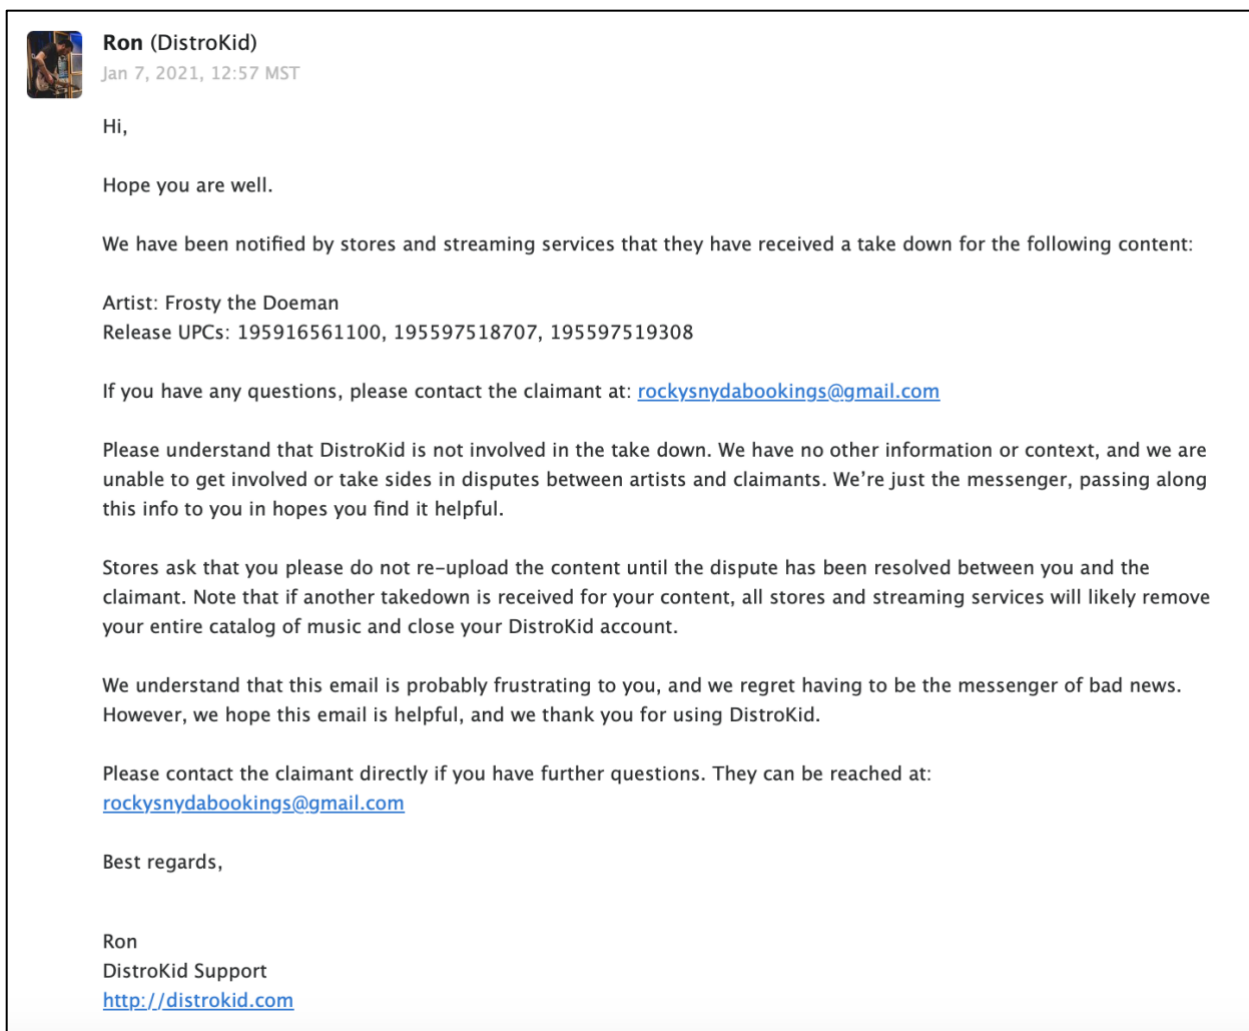 Ron (DistroKid)
Jan 7, 2021, 12:57 MST
Hi,
Hope you are well.
We have been notified by stores and streaming services that they have received a take down for the following content:
Artist: Frosty the Doeman
Release UPCs: 195916561100, 195597518707, 195597519308
If you have any questions, please contact the claimant at: rockysnydabookings@gmail.com
Please understand that DistroKid is not involved in the take down. We have no other information or context, and we are
unable to get involved or take sides in disputes between artists and claimants. We’re just the messenger, passing along
this info to you in hopes you find it helpful.
Stores ask that you please do not re-upload the content until the dispute has been resolved between you and the
claimant. Note that if another takedown is received for your content, all stores and streaming services will likely remove
your entire catalog of music and close your DistroKid account.
We understand that this email is probably frustrating to you, and we regret having to be the messenger of bad news.
However, we hope this email is helpful, and we thank you for using DistroKid.
Please contact the claimant directly if you have further questions. They can be reached at:
rockysnydabookings@gmail.com
Best regards,
Ron
DistroKid Support
http://distrokid.com